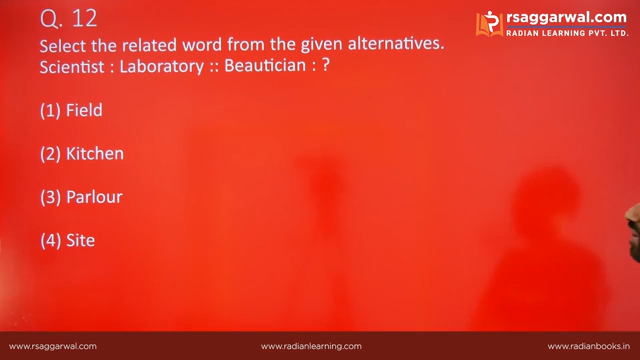 Q. 12
rsaggarwal.com
RADIAN LEARNING PVT. LTD.
Select the related word from the given alternatives.
Scientist : Laboratory :: Beautician : ?
(1) Field
(2) Kitchen
(3) Parlour
(4) Site
www.rsaggarwal.com
www.radianlearning.com
www.radianbooks.in